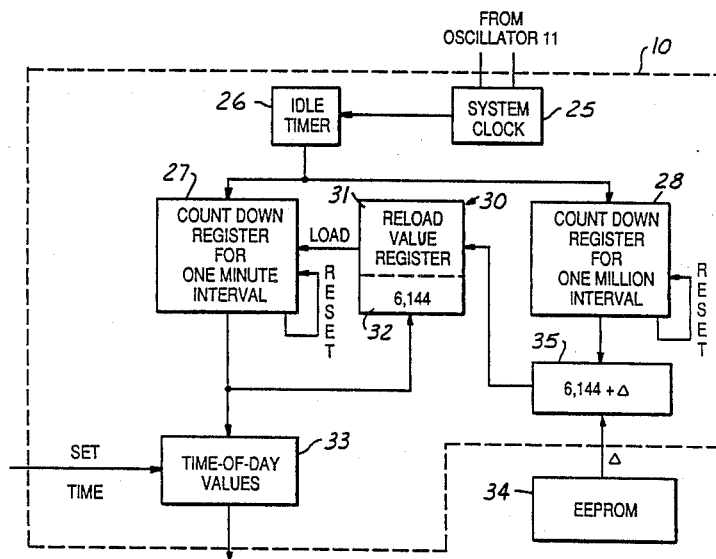 FROM
OSCILLATOR 11
10
26
IDLE
TIMER
SYSTEM
CLOCK
25
27
COUNT DOWN
REGISTER
FOR
ONE MINUTE
INTERVAL
RESET
LOAD
31
30
RELOAD
VALUE
REGISTER
6,144
32
28
COUNT DOWN
REGISTER
FOR
ONE MILLION
INTERVAL
RESET
35
6,144 + Δ
SET
TIME
33
TIME-OF-DAY
VALUES
Δ
34
EEPROM